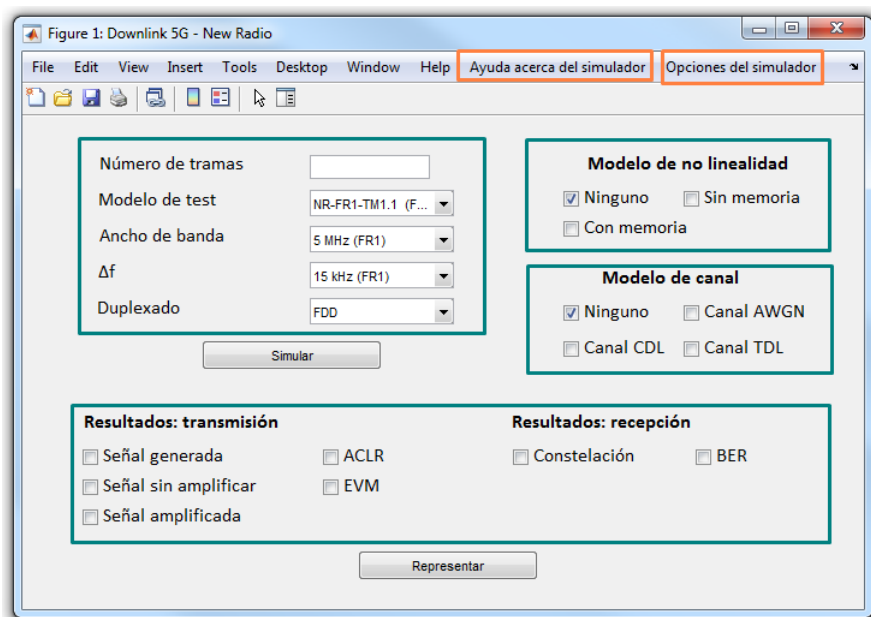 Figure 1: Downlink 5G - New Radio
File Edit View Insert Tools Desktop Window Help Ayuda acerca del simulador Opciones del simulador
Número de tramas
Modelo de test NR-FR1-TM1.1 (F...
Ancho de banda 5 MHz (FR1)
Δf 15 kHz (FR1)
Duplexado FDD
Simular
Modelo de no linealidad
Ninguno Sin memoria
Con memoria
Modelo de canal
Ninguno Canal AWGN
Canal CDL Canal TDL
Resultados: transmisión Resultados: recepción
Señal generada ACLR Constelación BER
Señal sin amplificar EVM
Señal amplificada
Representar